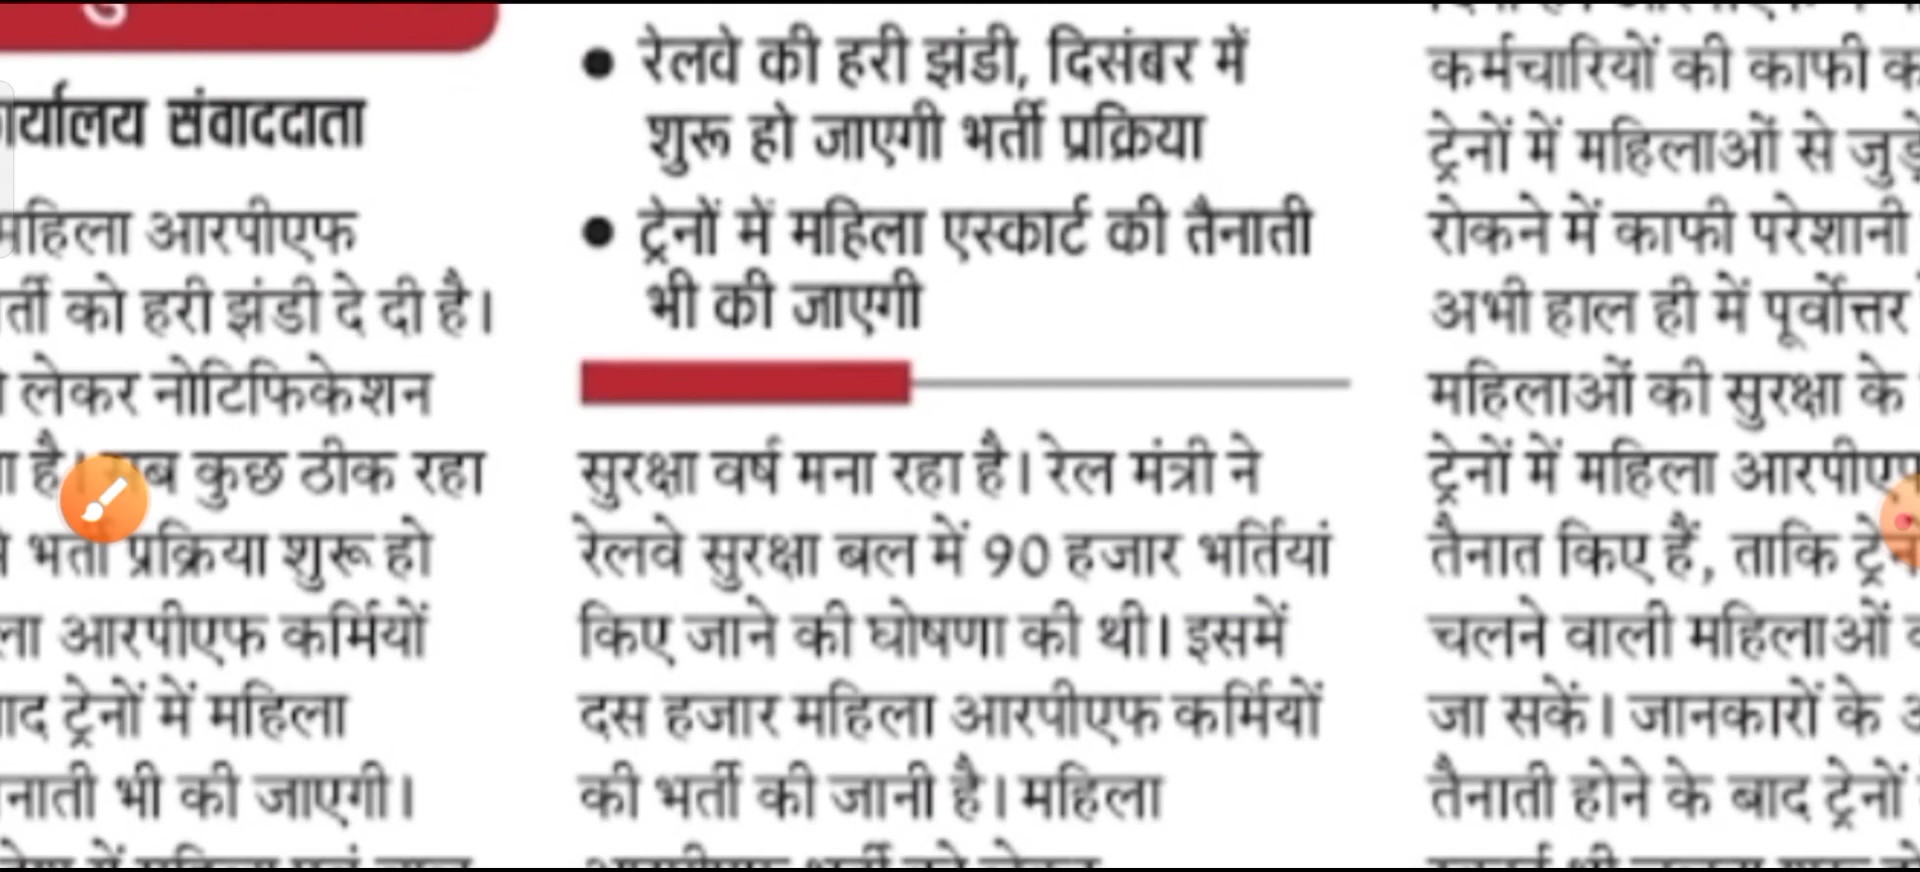 संवाददाता
महिला आरपीएफ
को हरी झंडी दे दी है।
लेकर नोटिफिकेशन
है। कुछ ठीक रहा
भर्ती प्रक्रिया शुरू हो
आरपीएफ कर्मियों
ट्रेनों में महिला
भी की जाएगी।
● रेलवे की हरी झंडी, दिसंबर में
शुरू हो जाएगी भर्ती प्रक्रिया
● ट्रेनों में महिला एस्कार्ट की तैनाती
भी की जाएगी
सुरक्षा वर्ष मना रहा है। रेल मंत्री ने
रेलवे सुरक्षा बल में 90 हजार भर्तियां
किए जाने की घोषणा की थी। इसमें
दस हजार महिला आरपीएफ कर्मियों
की भर्ती की जानी है। महिला
कर्मचारियों की काफी
ट्रेनों में महिलाओं से
रोकने में काफी परेशानी
अभी हाल ही में पूर्वोत्तर
महिलाओं की सुरक्षा के
ट्रेनों में महिला
तैनात किए हैं, ताकि
चलने वाली महिलाओं
जा सकें। जानकारों के
तैनाती होने के बाद ट्रेनों